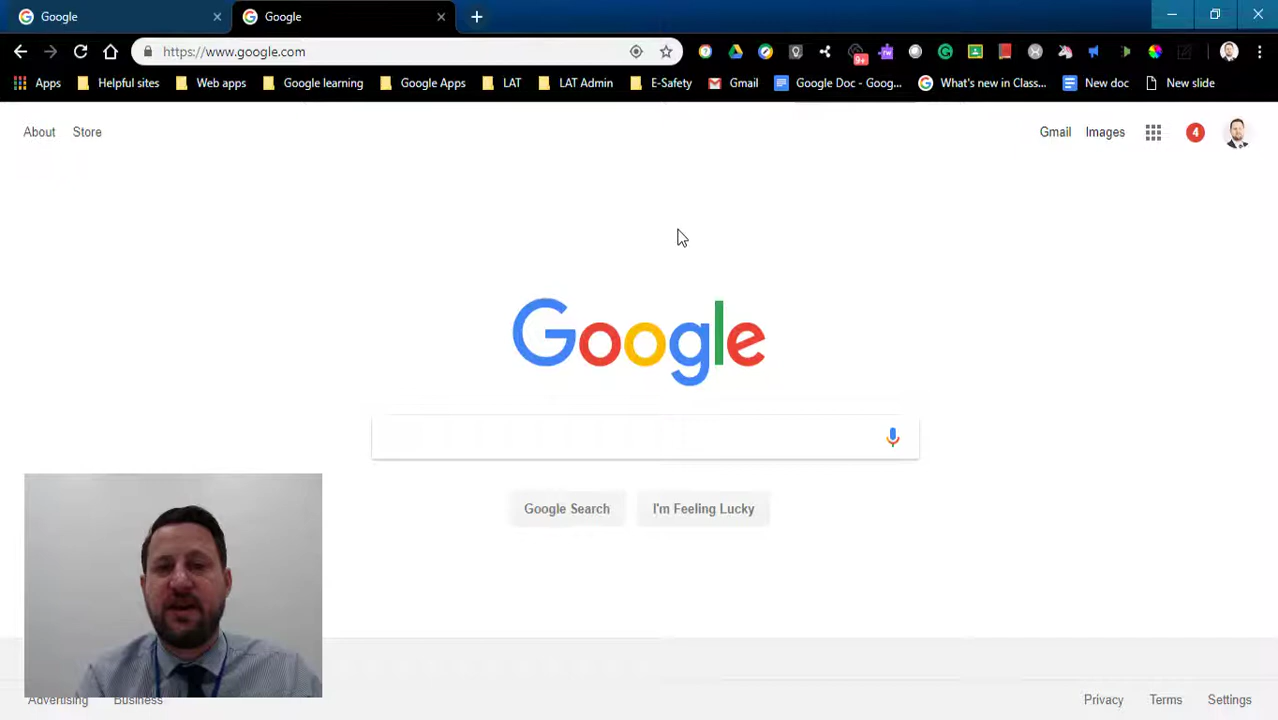 Google
Google
https://www.google.com
9+
Apps
Helpful sites
Web apps
Google learning
Google Apps
LAT
LAT Admin
E-Safety
Gmail
Google Doc - Goog...
What's new in Class...
New doc
New slide
About
Store
Gmail
Images
4
Google
Google Search
I'm Feeling Lucky
Advertising
Business
Privacy
Terms
Settings